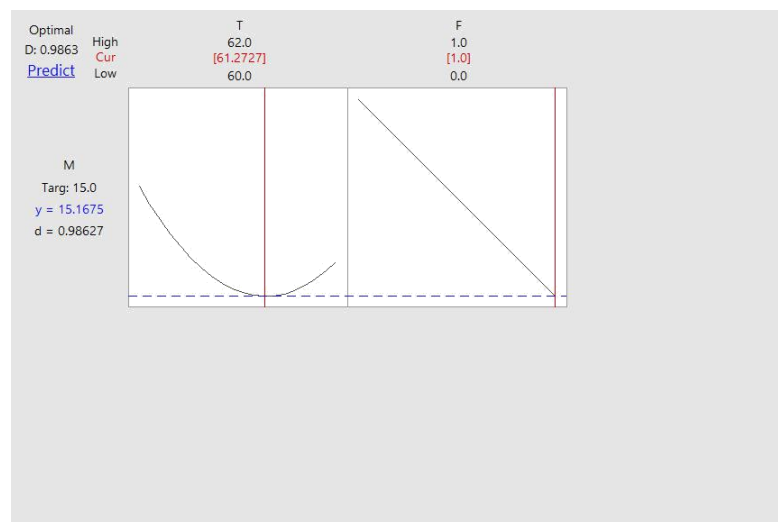 Optimal
D: 0.9863
Predict
High
Cur
Low
T
62.0
[61.2727]
60.0
F
1.0
[1.0]
0.0
M
Targ: 15.0
y = 15.1675
d = 0.98627